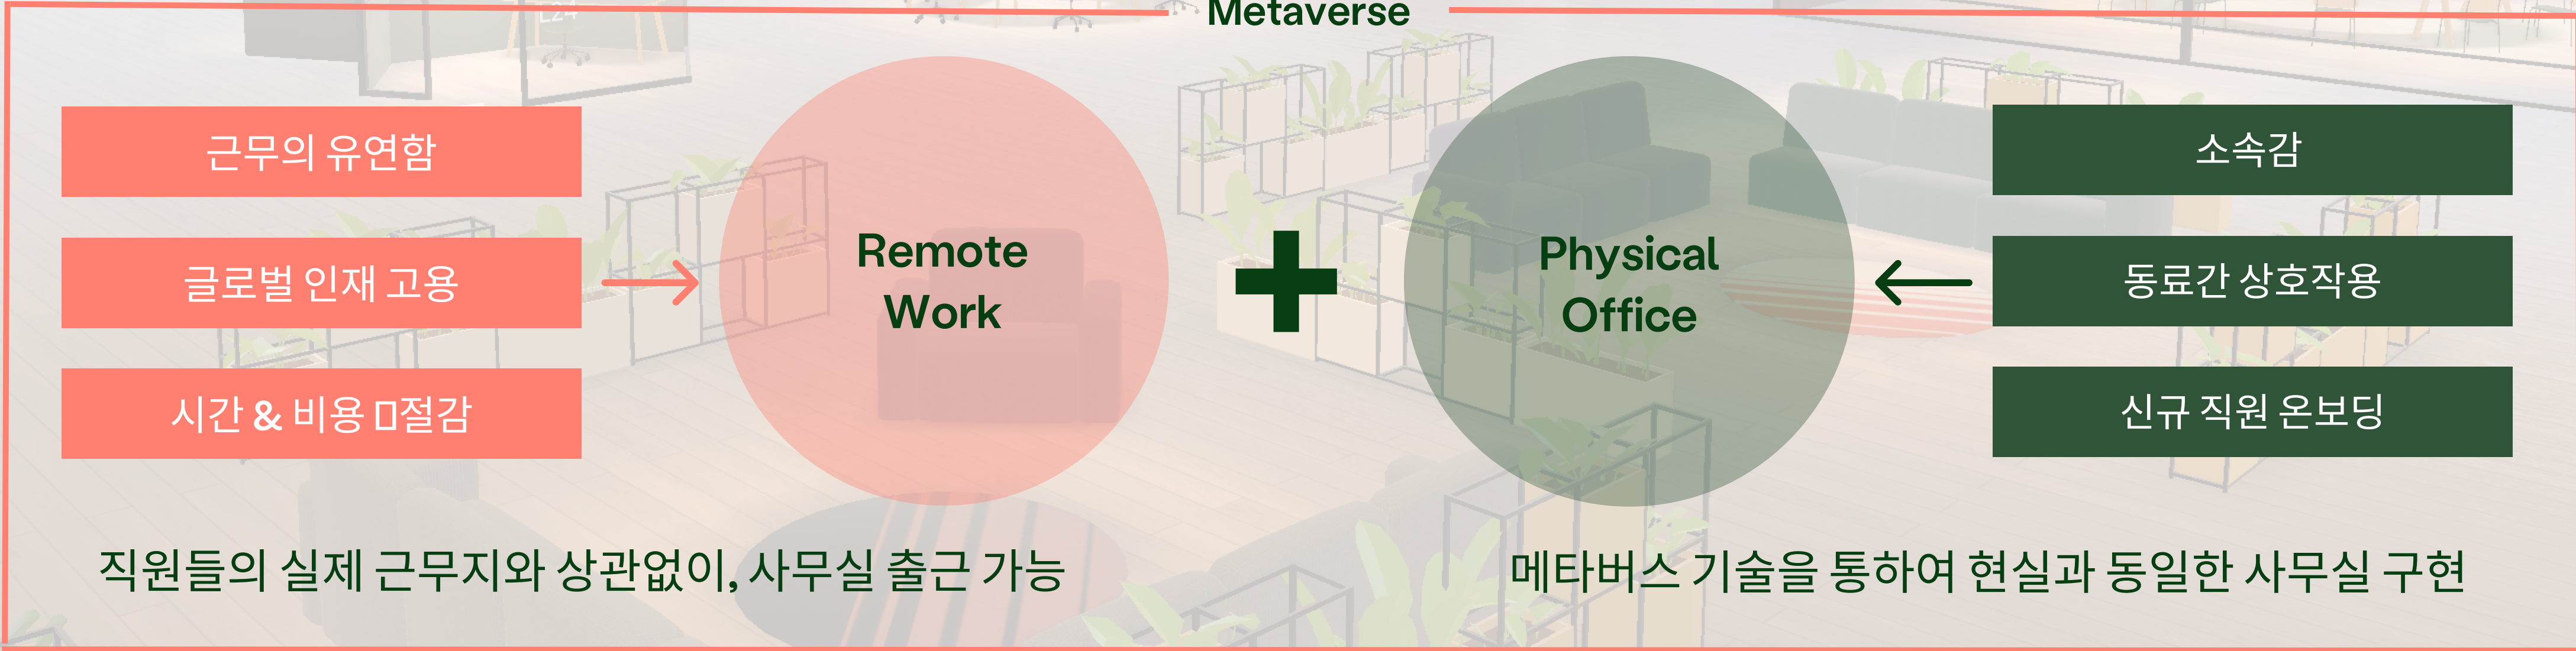 Metaverse
근무의 유연함
글로벌 인재 고용
시간 & 비용 절감
Remote
Work
Physical
Office
소속감
동료간 상호작용
신규 직원 온보딩
직원들의 실제 근무지와 상관없이, 사무실 출근 가능
메타버스 기술을 통하여 현실과 동일한 사무실 구현
E24